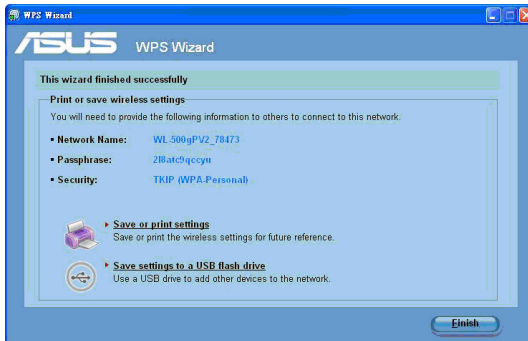 WPS Wizard
ASUS WPS Wizard
This wizard finished successfully
Print or save wireless settings
You will need to provide the following information to others to connect to this network.
▪ Network Name: WL-500gPV2_78473
▪ Passphrase: 2l8atc9qccyu
▪ Security: TKIP (WPA-Personal)
Save or print settings
Save or print the wireless settings for future reference.
Save settings to a USB flash drive
Use a USB drive to add other devices to the network.
Finish